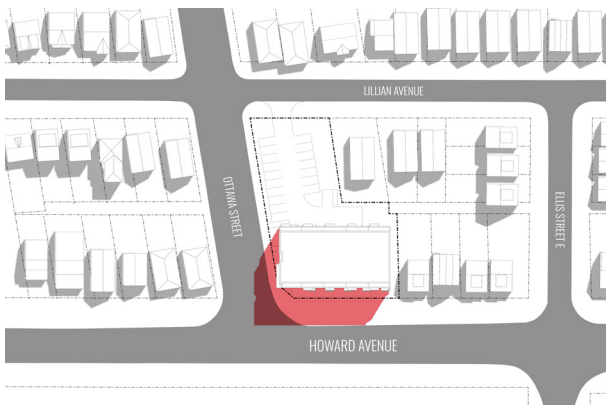 LILLIAN AVENUE
OTTAWA STREET
ELLIS STREET E
HOWARD AVENUE